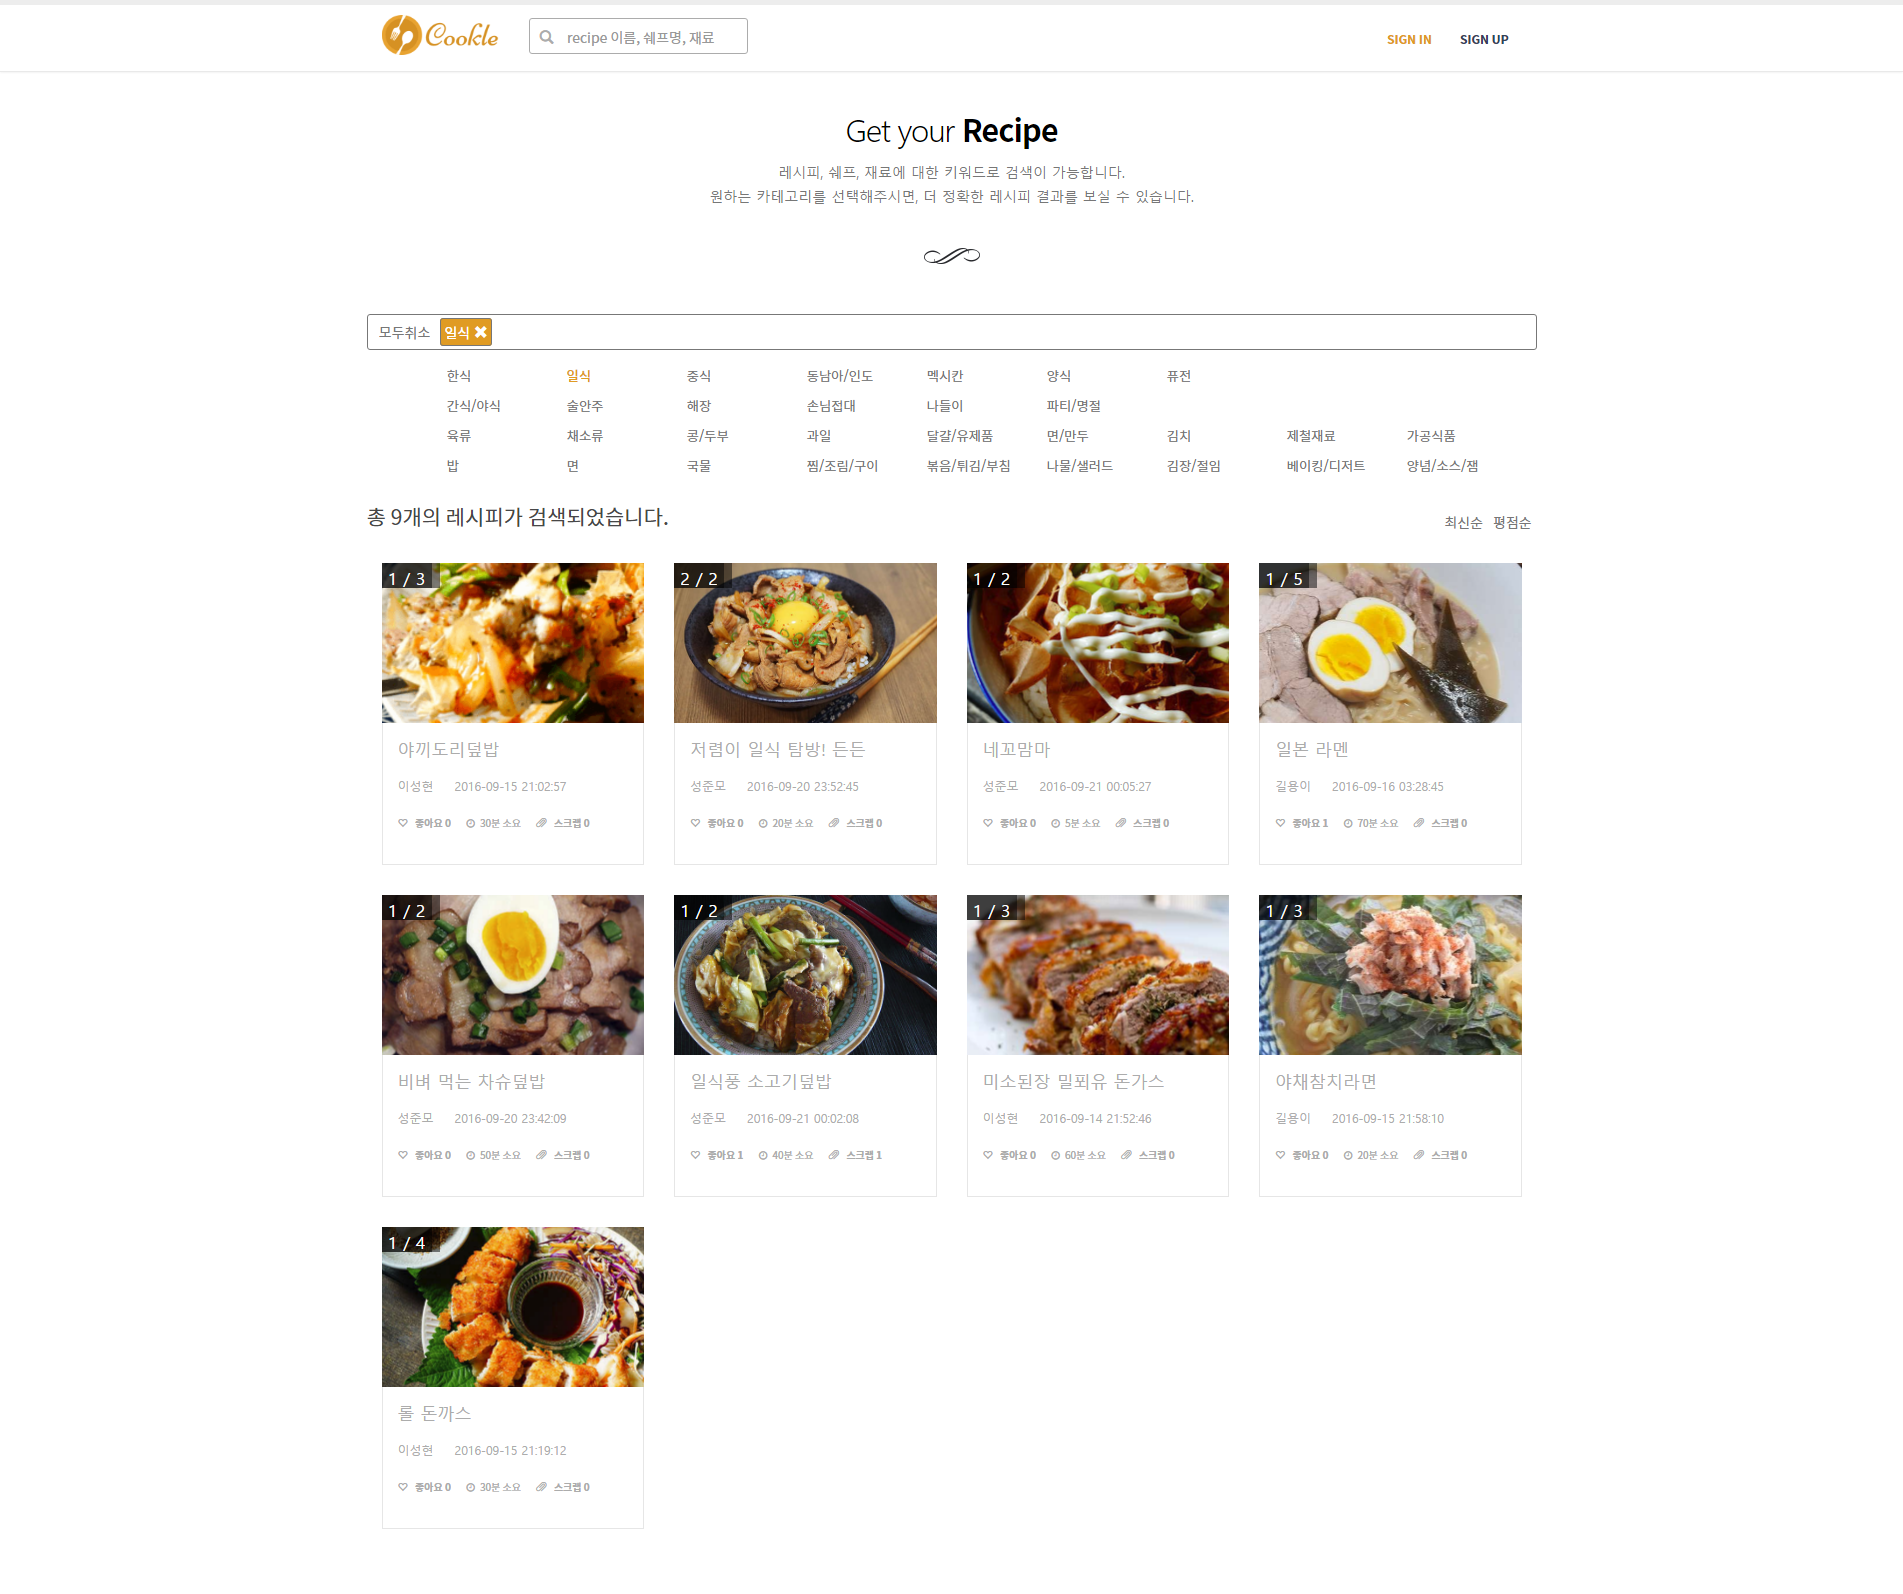 Cookle
recipe 이름, 쉐프명, 재료
SIGN IN SIGN UP
Get your Recipe
레시피, 쉐프, 재료에 대한 키워드로 검색이 가능합니다.
원하는 카테고리를 선택해주시면, 더 정확한 레시피 결과를 보실 수 있습니다.
모두취소 일식 ✖
한식 일식 중식 동남아/인도 멕시칸 양식 퓨전
간식/야식 술안주 해장 손님접대 나들이 파티/명절
육류 채소류 콩/두부 과일 달걀/유제품 면/만두 김치 제철재료 가공식품
밥 면 국물 찜/조림/구이 볶음/튀김/부침 나물/샐러드 김장/절임 베이킹/디저트 양념/소스/잼
총 9개의 레시피가 검색되었습니다.
최신순 평점순
1 / 3
야끼도리덮밥
이성현 2016-09-15 21:02:57
좋아요 0 30분 소요 스크랩 0
2 / 2
저렴이 일식 탐방! 든든
성준모 2016-09-20 23:52:45
좋아요 0 20분 소요 스크랩 0
1 / 2
네꼬맘마
성준모 2016-09-21 00:05:27
좋아요 0 5분 소요 스크랩 0
1 / 5
일본 라멘
길용이 2016-09-16 03:28:45
좋아요 1 70분 소요 스크랩 0
1 / 2
비벼 먹는 차슈덮밥
성준모 2016-09-20 23:42:09
좋아요 0 50분 소요 스크랩 0
1 / 2
일식풍 소고기덮밥
성준모 2016-09-21 00:02:08
좋아요 1 40분 소요 스크랩 1
1 / 3
미소된장 밀푀유 돈가스
이성현 2016-09-14 21:52:46
좋아요 0 60분 소요 스크랩 0
1 / 3
야채참치라면
길용이 2016-09-15 21:58:10
좋아요 0 20분 소요 스크랩 0
1 / 4
롤 돈까스
이성현 2016-09-15 21:19:12
좋아요 0 30분 소요 스크랩 0